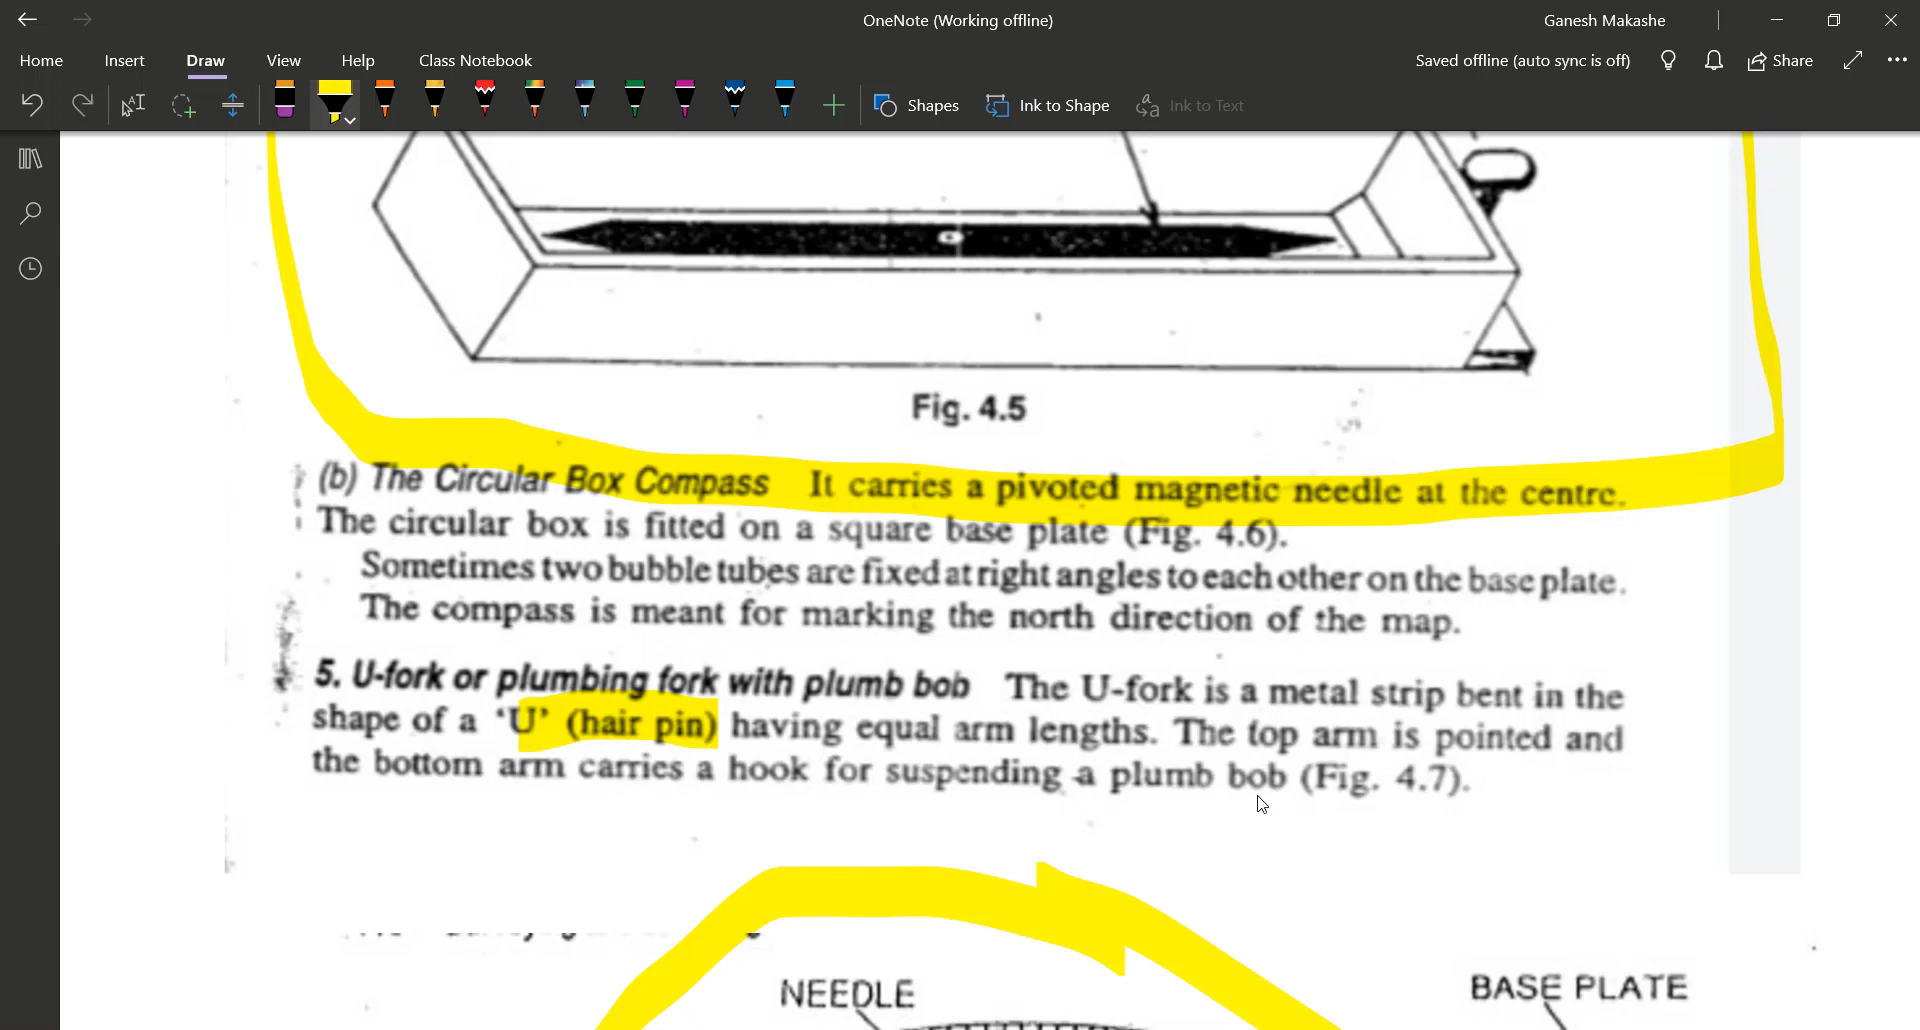 OneNote (Working offline)
Ganesh Makashe
Home Insert Draw View Help Class Notebook
Saved offline (auto sync is off)
Share
Shapes
Ink to Shape
Ink to Text
Fig. 4.5
(b) The Circular Box Compass It carries a pivoted magnetic needle at the centre.
The circular box is fitted on a square base plate (Fig. 4.6).
Sometimes two bubble tubes are fixed at right angles to each other on the base plate.
The compass is meant for marking the north direction of the map.
5. U-fork or plumbing fork with plumb bob The U-fork is a metal strip bent in the
shape of a ‘U’ (hair pin) having equal arm lengths. The top arm is pointed and
the bottom arm carries a hook for suspending a plumb bob (Fig. 4.7).
NEEDLE
BASE PLATE